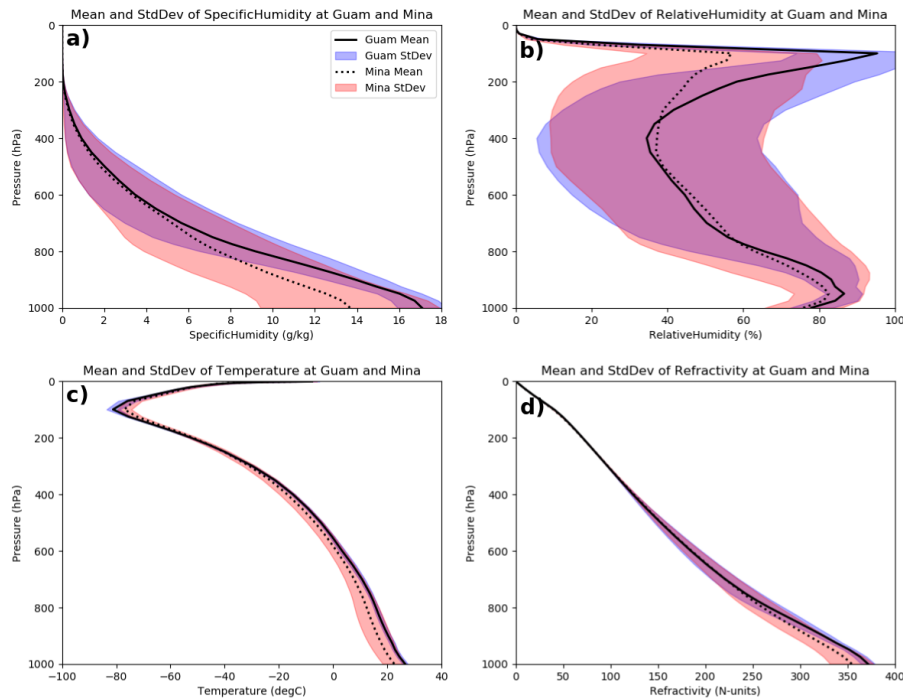 Mean and StdDev of SpecificHumidity at Guam and Mina
a)
Guam Mean
Guam StDev
Mina Mean
Mina StDev
0
200
400
600
800
1000
Pressure (hPa)
0 2 4 6 8 10 12 14 16 18
SpecificHumidity (g/kg)
Mean and StdDev of RelativeHumidity at Guam and Mina
b)
0
200
400
600
800
1000
Pressure (hPa)
0 20 40 60 80 100
RelativeHumidity (%)
Mean and StdDev of Temperature at Guam and Mina
c)
0
200
400
600
800
1000
Pressure (hPa)
−100 −80 −60 −40 −20 0 20 40
Temperature (degC)
Mean and StdDev of Refractivity at Guam and Mina
d)
0
200
400
600
800
1000
Pressure (hPa)
0 50 100 150 200 250 300 350 400
Refractivity (N-units)